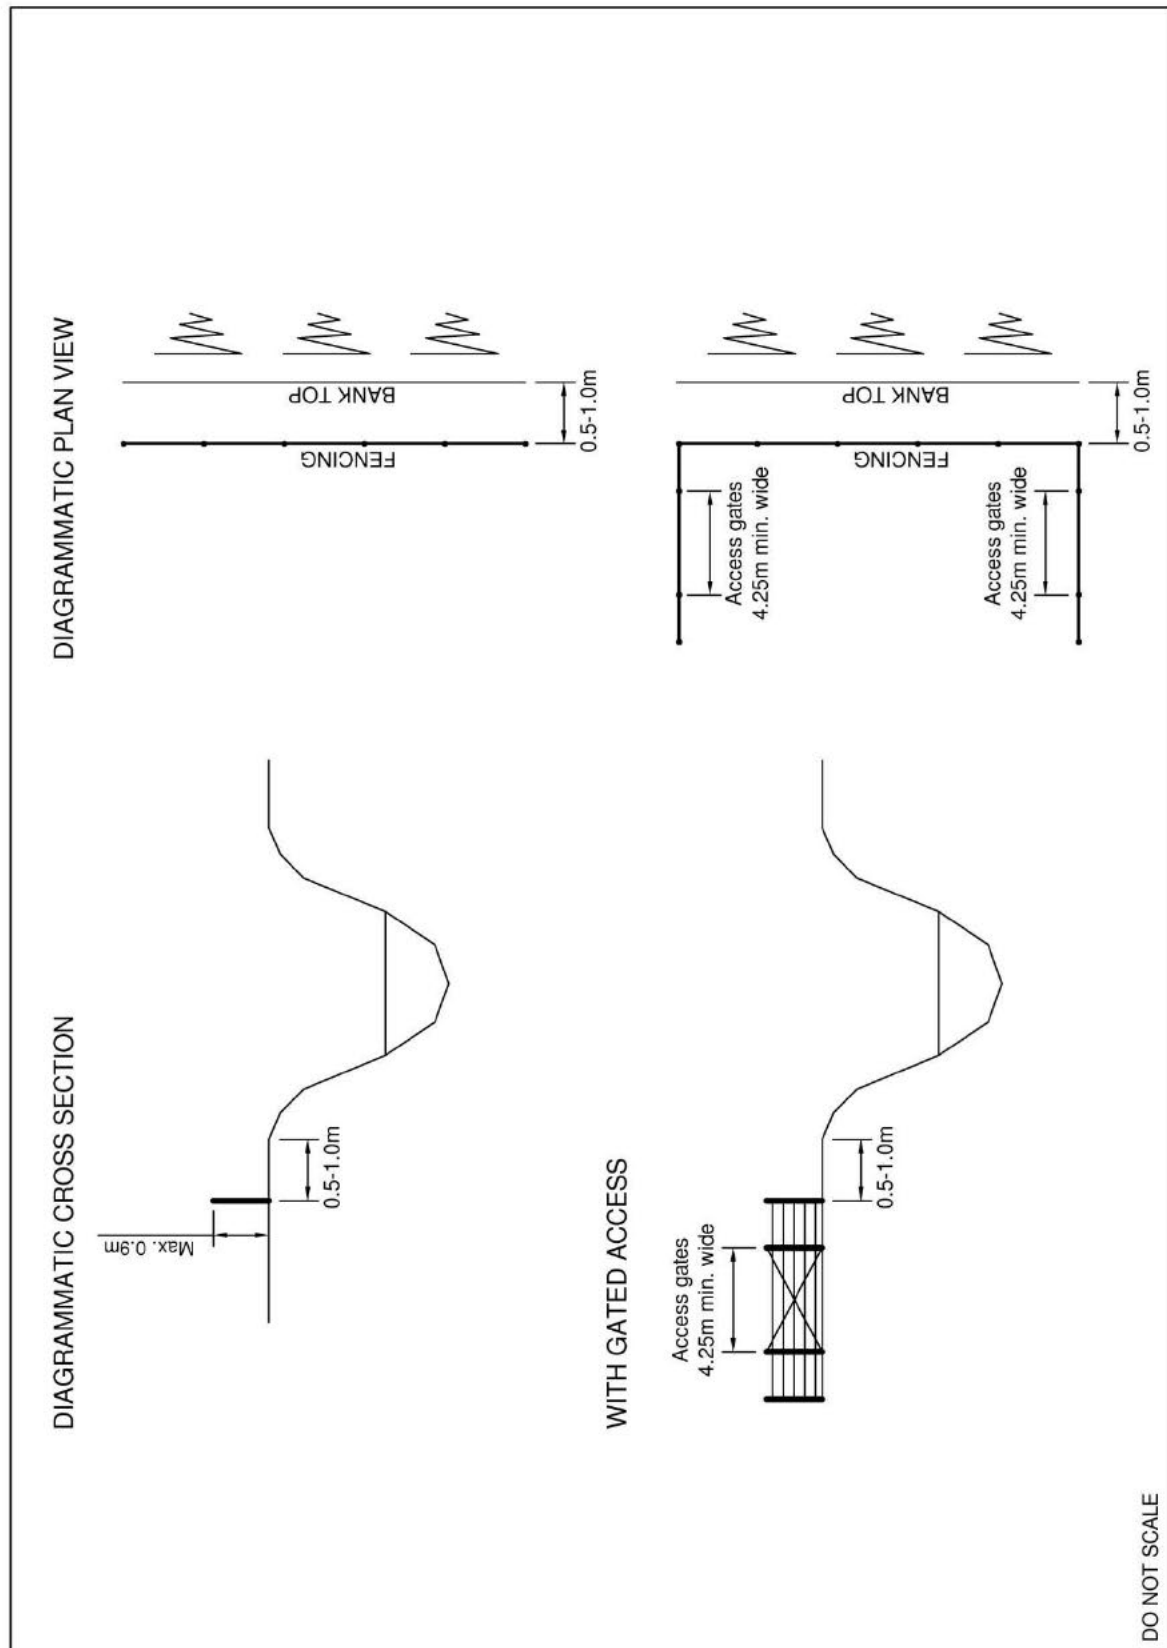 DIAGRAMMATIC CROSS SECTION
DIAGRAMMATIC PLAN VIEW
Max. 0.9m
0.5-1.0m
FENCING
BANK TOP
0.5-1.0m
WITH GATED ACCESS
Access gates
4.25m min. wide
0.5-1.0m
Access gates
4.25m min. wide
FENCING
BANK TOP
Access gates
4.25m min. wide
0.5-1.0m
DO NOT SCALE